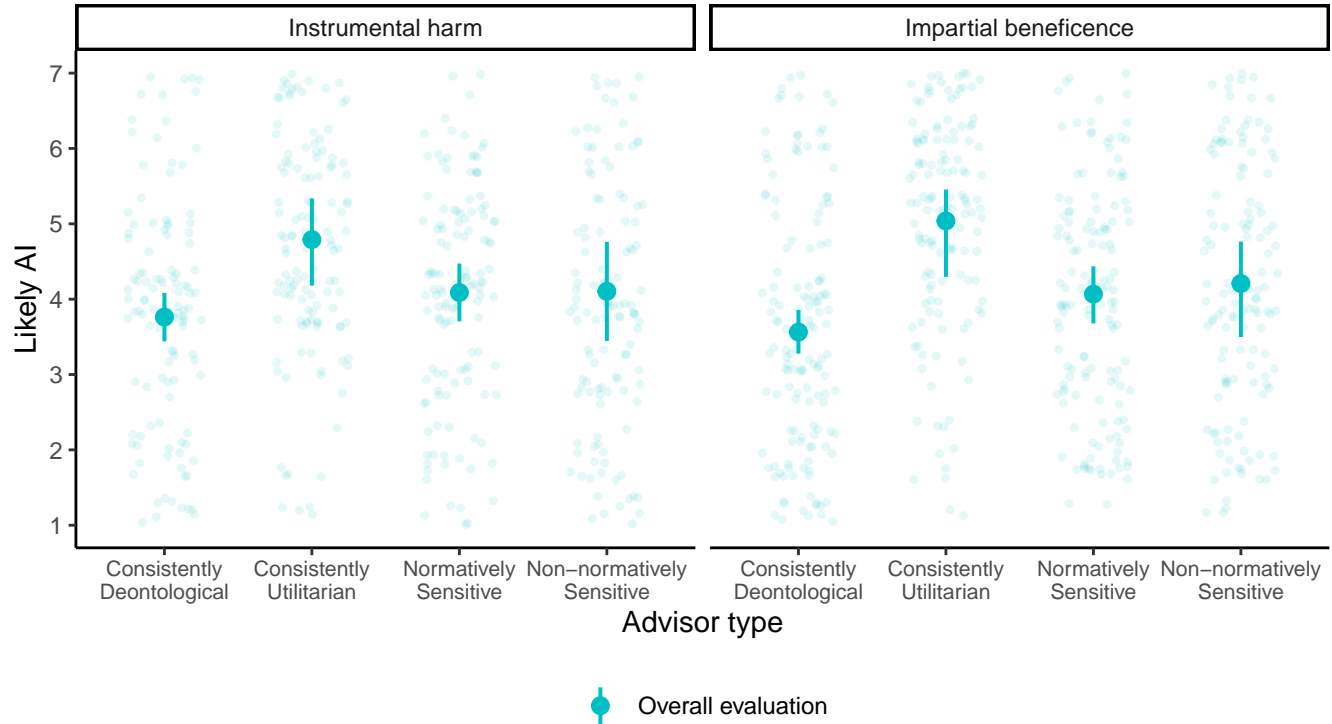 Instrumental harm
Impartial beneficence
Likely AI
7
6
5
4
3
2
1
Consistently Deontological
Consistently Utilitarian
Normatively Sensitive
Non−normatively Sensitive
Consistently Deontological
Consistently Utilitarian
Normatively Sensitive
Non−normatively Sensitive
Advisor type
Overall evaluation